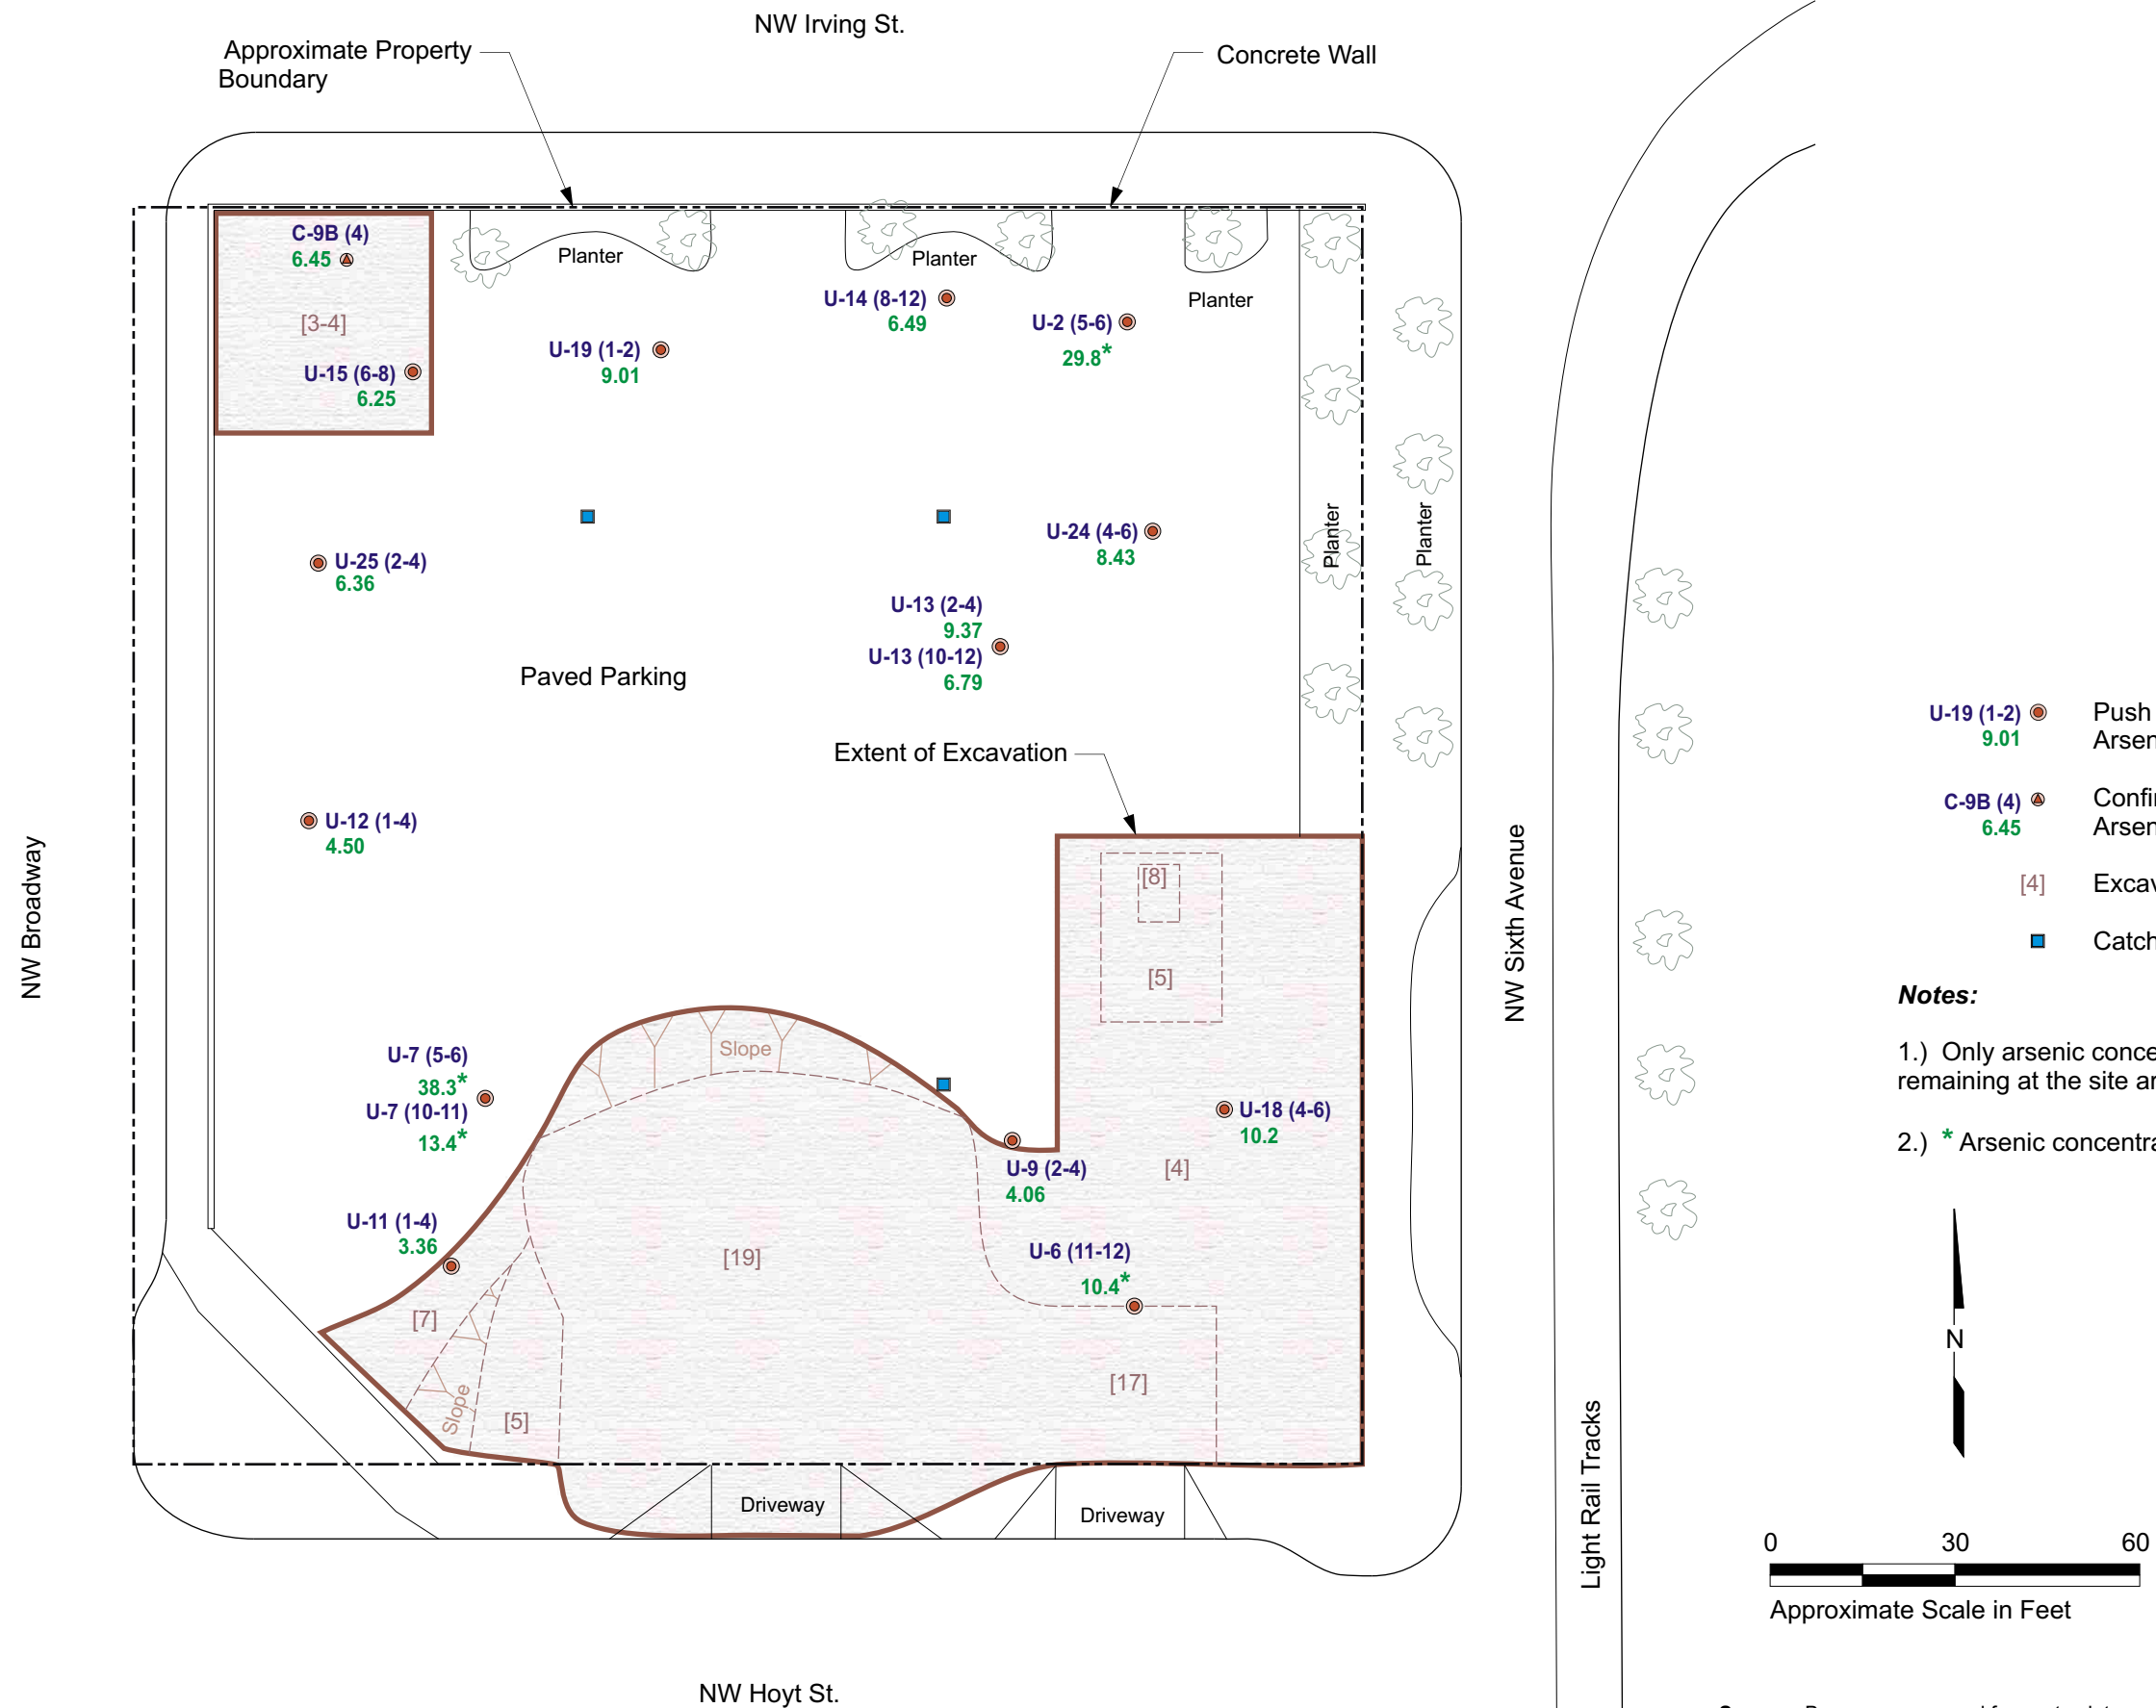 NW Irving St.
Approximate Property
Boundary
Concrete Wall
C-9B (4)
6.45
[3-4]
U-15 (6-8)
6.25
Planter
Planter
Planter
U-19 (1-2)
9.01
U-14 (8-12)
6.49
U-2 (5-6)
29.8*
U-25 (2-4)
6.36
U-24 (4-6)
8.43
U-13 (2-4)
9.37
U-13 (10-12)
6.79
Planter
Planter
Paved Parking
Extent of Excavation
U-12 (1-4)
4.50
NW Broadway
NW Sixth Avenue
[8]
[5]
Slope
U-7 (5-6)
38.3*
U-7 (10-11)
13.4*
U-18 (4-6)
10.2
U-9 (2-4)
4.06
[4]
U-11 (1-4)
3.36
[19]
U-6 (11-12)
10.4*
[7]
[17]
Slope
[5]
Driveway
Driveway
Light Rail Tracks
NW Hoyt St.
U-19 (1-2)
9.01
Push
C-9B (4)
6.45
[4]
Notes:
1.) Only arsenic
remaining at the site
2.) * Arsenic
N
0 30 60
Approximate Scale in Feet